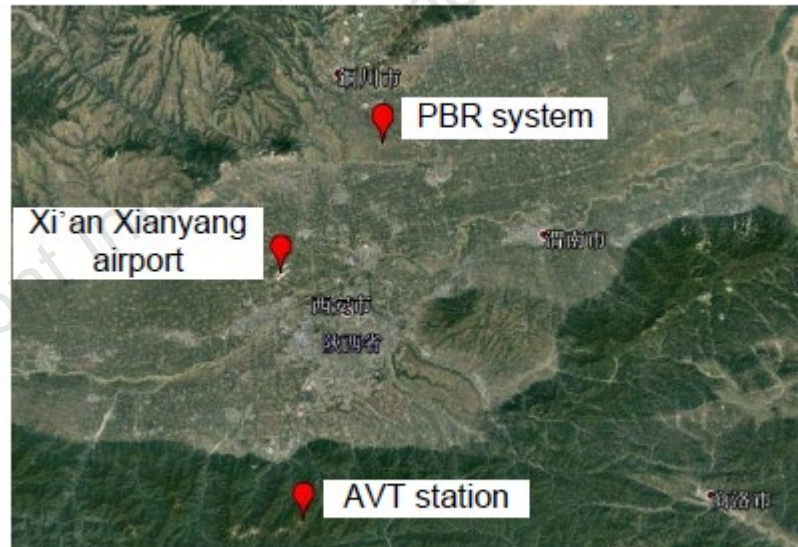 銅川市
PBR system
Xi'an Xianyang
airport
渭南市
西安市
陕西省
AVT station
商洛市